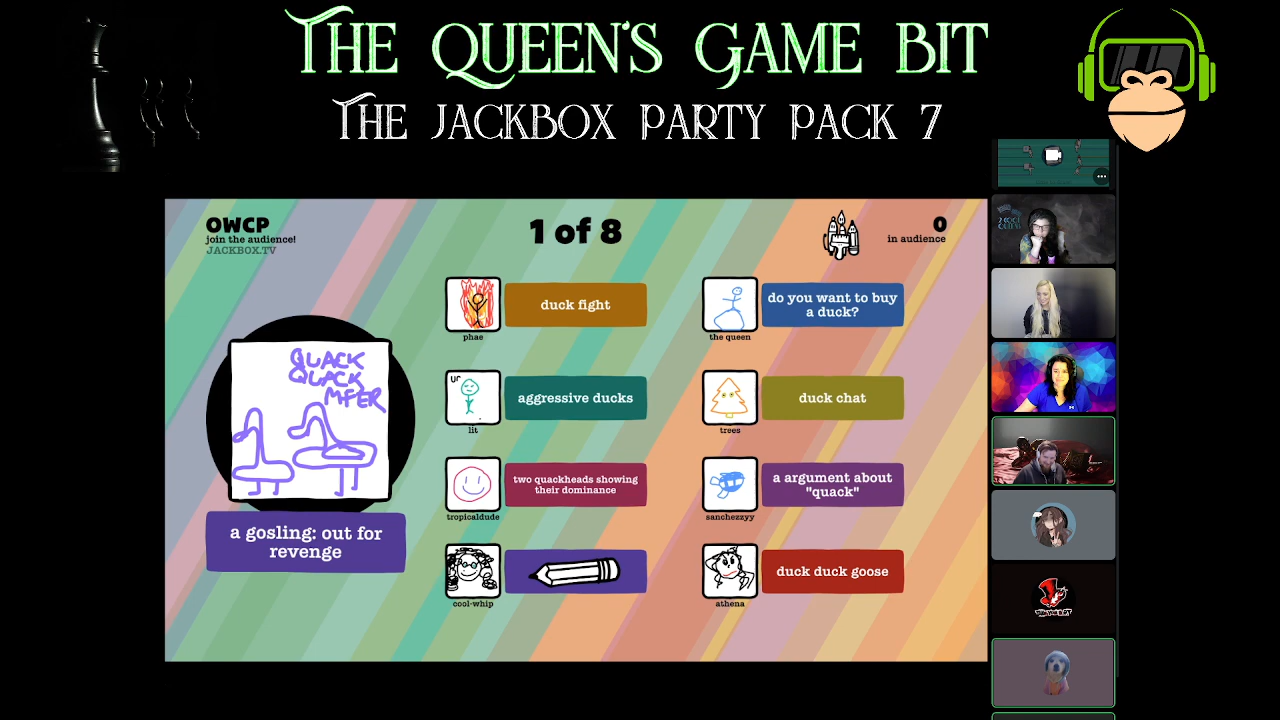 THE QUEEN'S GAME BIT
THE JACKBOX PARTY PACK 7
OWCP
join the audience!
JACKBOX.TV
1 of 8
0
in audience
QUACK
QUACK
MFER
a gosling: out for
revenge
duck fight
phae
do you want to buy
a duck?
the queen
ur
aggressive ducks
lit
duck chat
trees
two quackheads showing
their dominance
tropicaldude
a argument about
"quack"
sanchezzyy
cool-whip
duck duck goose
athena